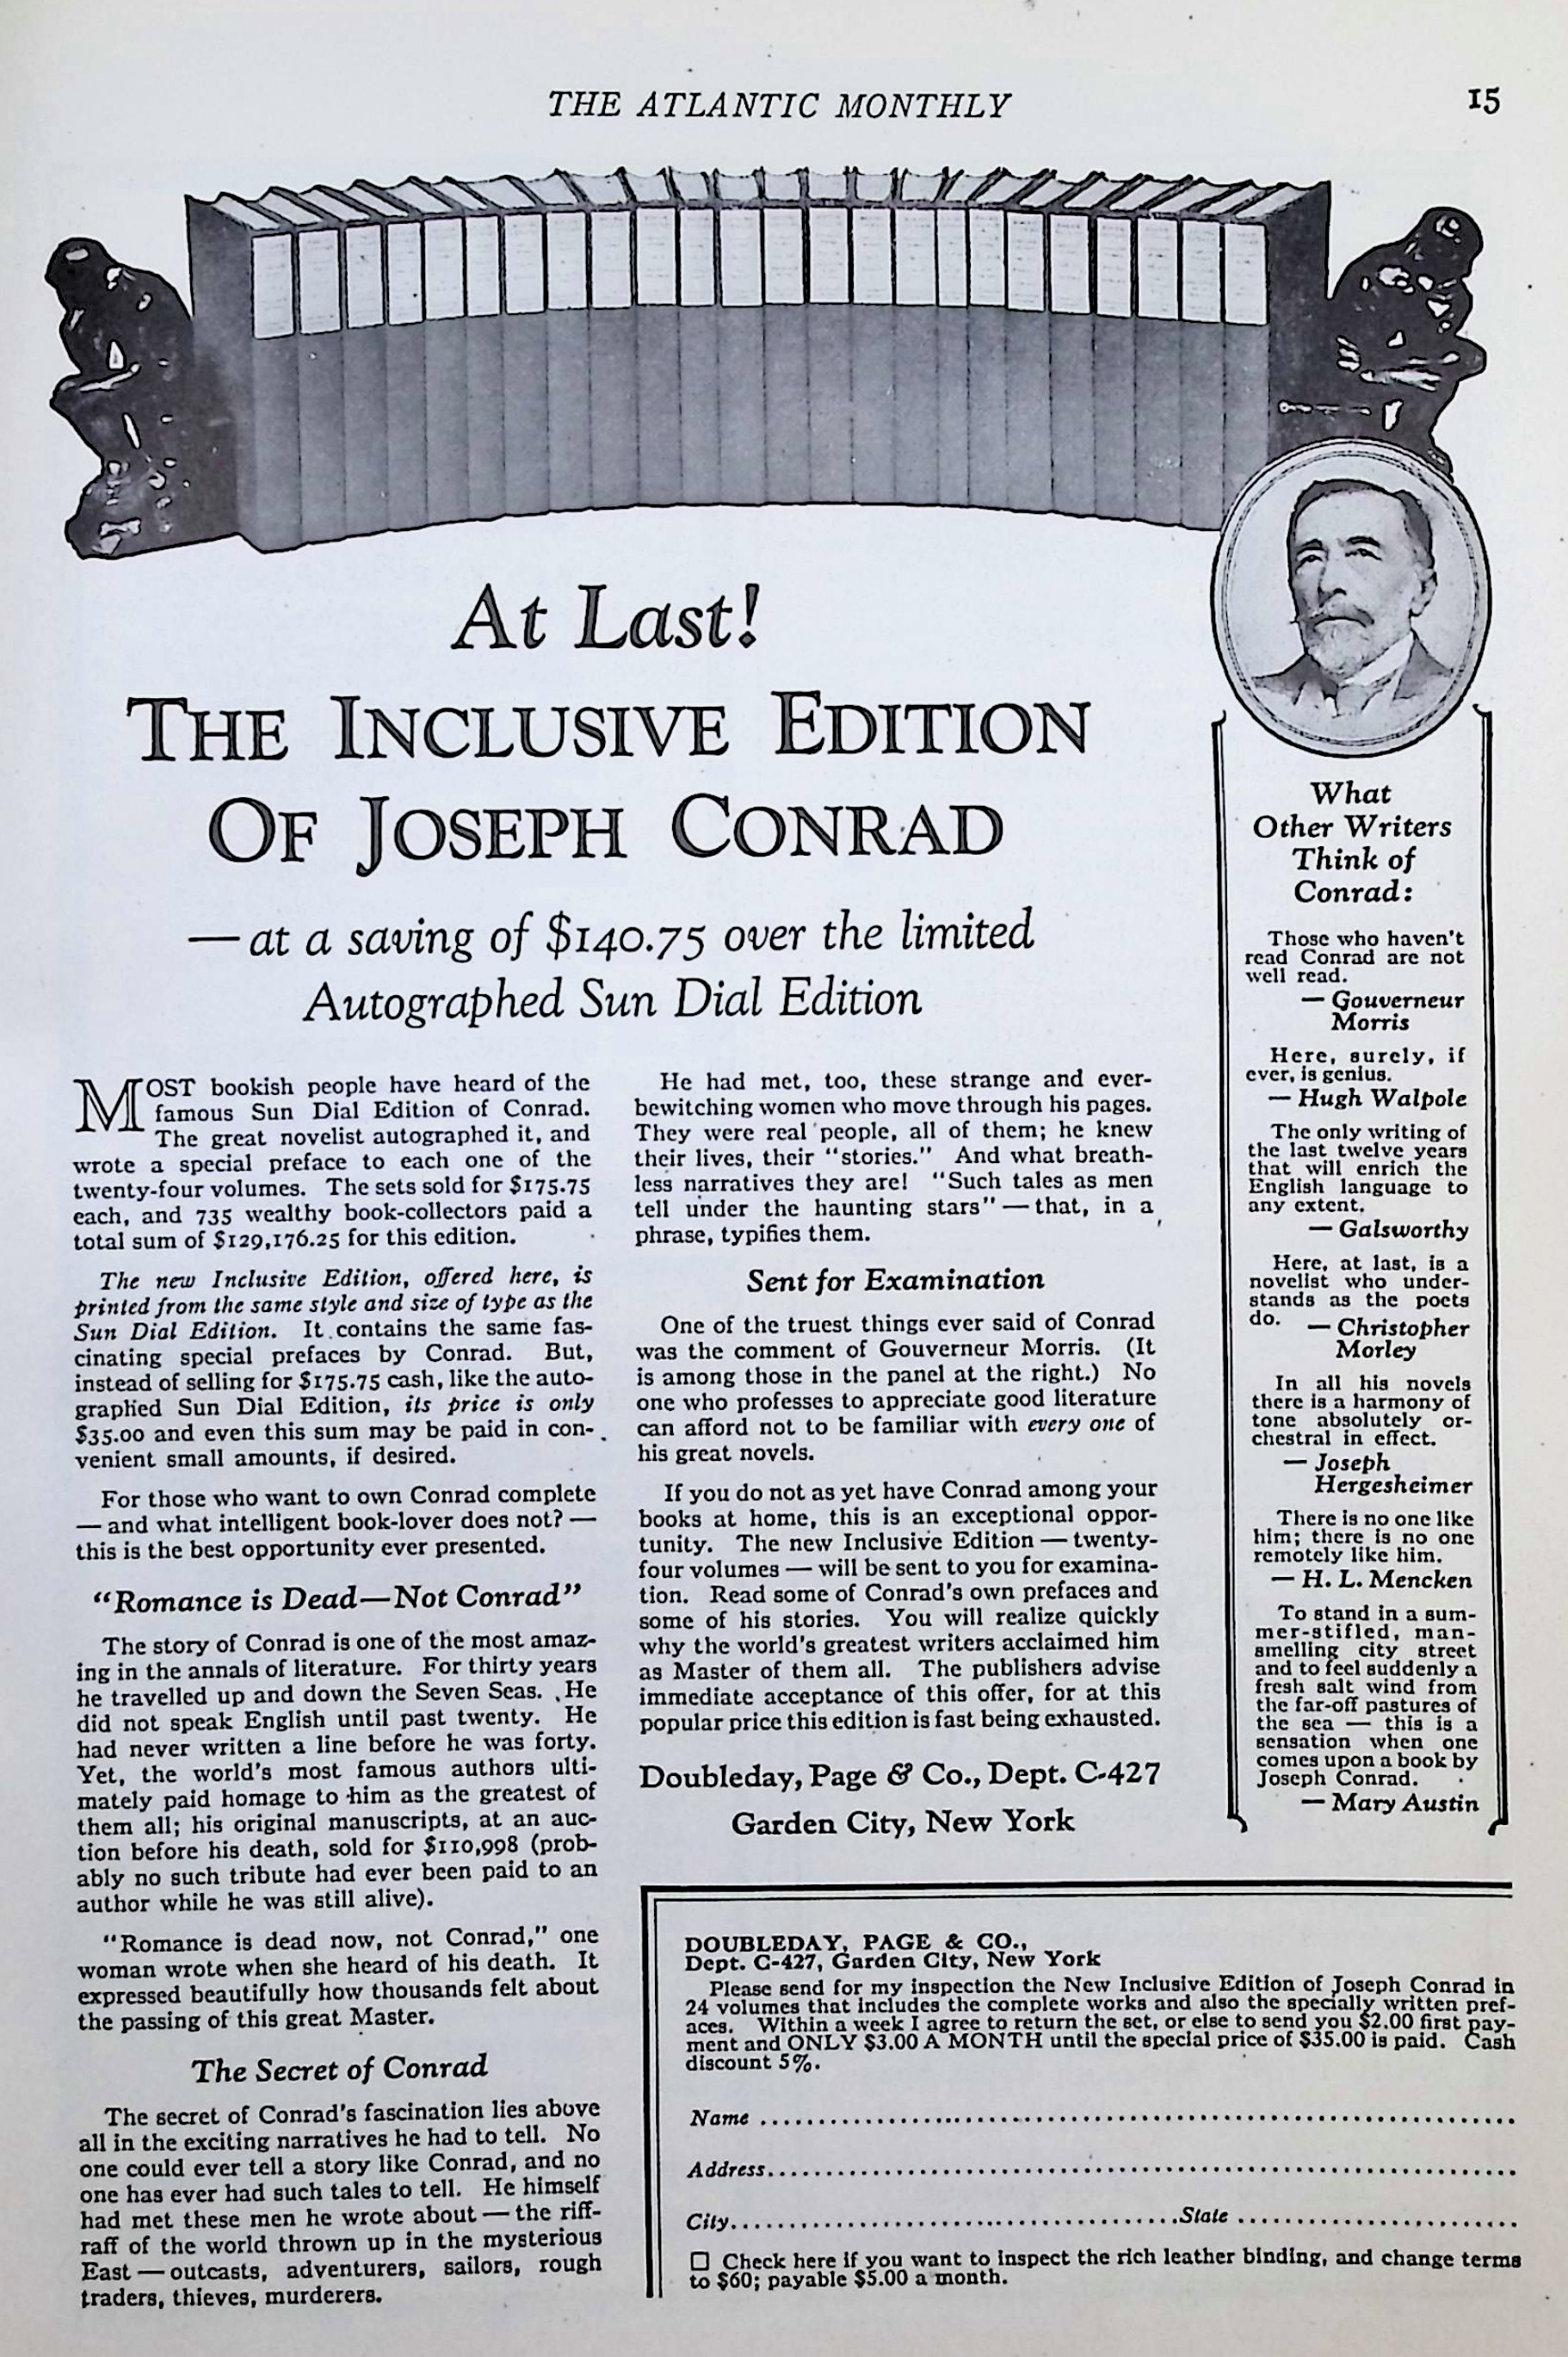 THE ATLANTIC MONTHLY
15
At Last!
THE INCLUSIVE EDITION
OF JOSEPH CONRAD
—at a saving of $140.75 over the limited
Autographed Sun Dial Edition
MOST bookish people have heard of the
famous Sun Dial Edition of Conrad.
The great novelist autographed it, and
wrote a special preface to each one of the
twenty-four volumes. The sets sold for $175.75
each, and 735 wealthy book-collectors paid a
total sum of $129,176.25 for this edition.
The new Inclusive Edition, offered here, is
printed from the same style and size of type as the
Sun Dial Edition. It contains the same fas-
cinating special prefaces by Conrad. But,
instead of selling for $175.75 cash, like the auto-
graphed Sun Dial Edition, its price is only
$35.00 and even this sum may be paid in con-
venient small amounts, if desired.
For those who want to own Conrad complete
— and what intelligent book-lover does not? —
this is the best opportunity ever presented.
“Romance is Dead—Not Conrad”
The story of Conrad is one of the most amaz-
ing in the annals of literature. For thirty years
he travelled up and down the Seven Seas. He
did not speak English until past twenty. He
had never written a line before he was forty.
Yet, the world's most famous authors ulti-
mately paid homage to him as the greatest of
them all; his original manuscripts, at an auc-
tion before his death, sold for $110,998 (prob-
ably no such tribute had ever been paid to an
author while he was still alive).
“Romance is dead now, not Conrad,” one
woman wrote when she heard of his death. It
expressed beautifully how thousands felt about
the passing of this great Master.
The Secret of Conrad
The secret of Conrad's fascination lies above
all in the exciting narratives he had to tell. No
one could ever tell a story like Conrad, and no
one has ever had such tales to tell. He himself
had met these men he wrote about — the riff-
raff of the world thrown up in the mysterious
East — outcasts, adventurers, sailors, rough
traders, thieves, murderers.
He had met, too, these strange and ever-
bewitching women who move through his pages.
They were real people, all of them; he knew
their lives, their “stories.” And what breath-
less narratives they are! “Such tales as men
tell under the haunting stars” — that, in a
phrase, typifies them.
Sent for Examination
One of the truest things ever said of Conrad
was the comment of Gouverneur Morris. (It
is among those in the panel at the right.) No
one who professes to appreciate good literature
can afford not to be familiar with every one of
his great novels.
If you do not as yet have Conrad among your
books at home, this is an exceptional oppor-
tunity. The new Inclusive Edition — twenty-
four volumes — will be sent to you for examina-
tion. Read some of Conrad's own prefaces and
some of his stories. You will realize quickly
why the world's greatest writers acclaimed him
as Master of them all. The publishers advise
immediate acceptance of this offer, for at this
popular price this edition is fast being exhausted.
Doubleday, Page & Co., Dept. C-427
Garden City, New York
What
Other Writers
Think of
Conrad:
Those who haven't
read Conrad are not
well read.
— Gouverneur
Morris
Here, surely, if
ever, is genius.
— Hugh Walpole
The only writing of
the last twelve years
that will enrich the
English language to
any extent.
— Galsworthy
Here, at last, is a
novelist who under-
stands as the poets
do.
— Christopher
Morley
In all his novels
there is a harmony of
tone absolutely or-
chestral in effect.
— Joseph
Hergesheimer
There is no one like
him; there is no one
remotely like him.
— H. L. Mencken
To stand in a sum-
mer-stifled, man-
smelling city street
and to feel suddenly a
fresh salt wind from
the far-off pastures of
the sea — this is a
sensation when one
comes upon a book by
Joseph Conrad.
— Mary Austin
DOUBLEDAY, PAGE & CO.,
Dept. C-427, Garden City, New York
Please send for my inspection the New Inclusive Edition of Joseph Conrad in
24 volumes that includes the complete works and also the specially written pref-
aces. Within a week I agree to return the set, or else to send you $2.00 first pay-
ment and ONLY $3.00 A MONTH until the special price of $35.00 is paid. Cash
discount 5%.
Name
Address
City State
Check here if you want to inspect the rich leather binding, and change terms
to $60; payable $5.00 a month.